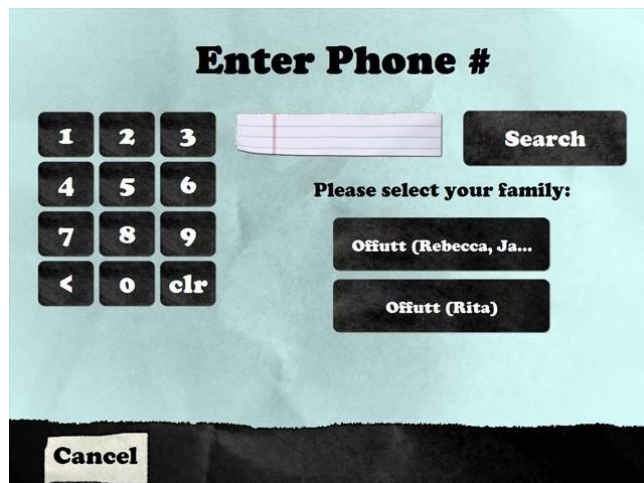 Enter Phone #
1 2 3
Search
4 5 6
Please select your family:
7 8 9
Offutt (Rebecca, Ja...
< 0 clr
Offutt (Rita)
Cancel